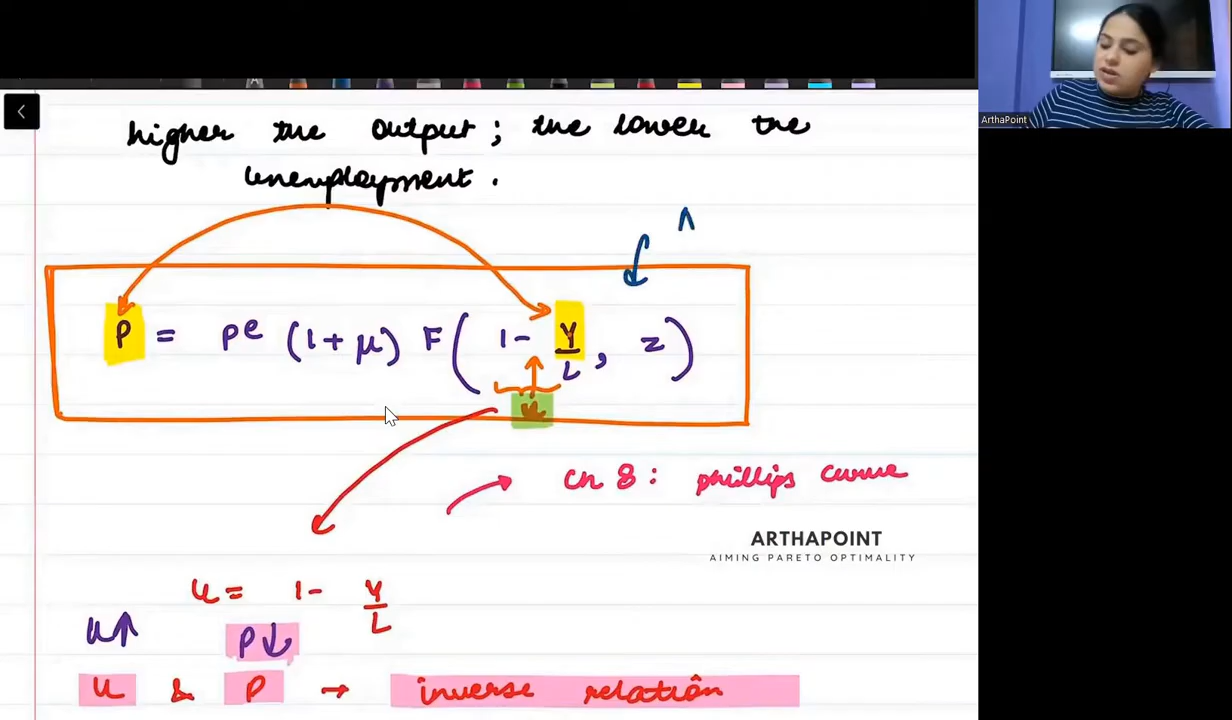 higher the output; the lower the
unemployment.
ArthaPoint
P = Pe (1+μ) F(1- Y/L, z)
u
ch 8: phillips curve
ARTHAPOINT
AIMING PARETO OPTIMALITY
u = 1- Y/L
u↑ P↓
u & P → inverse relation